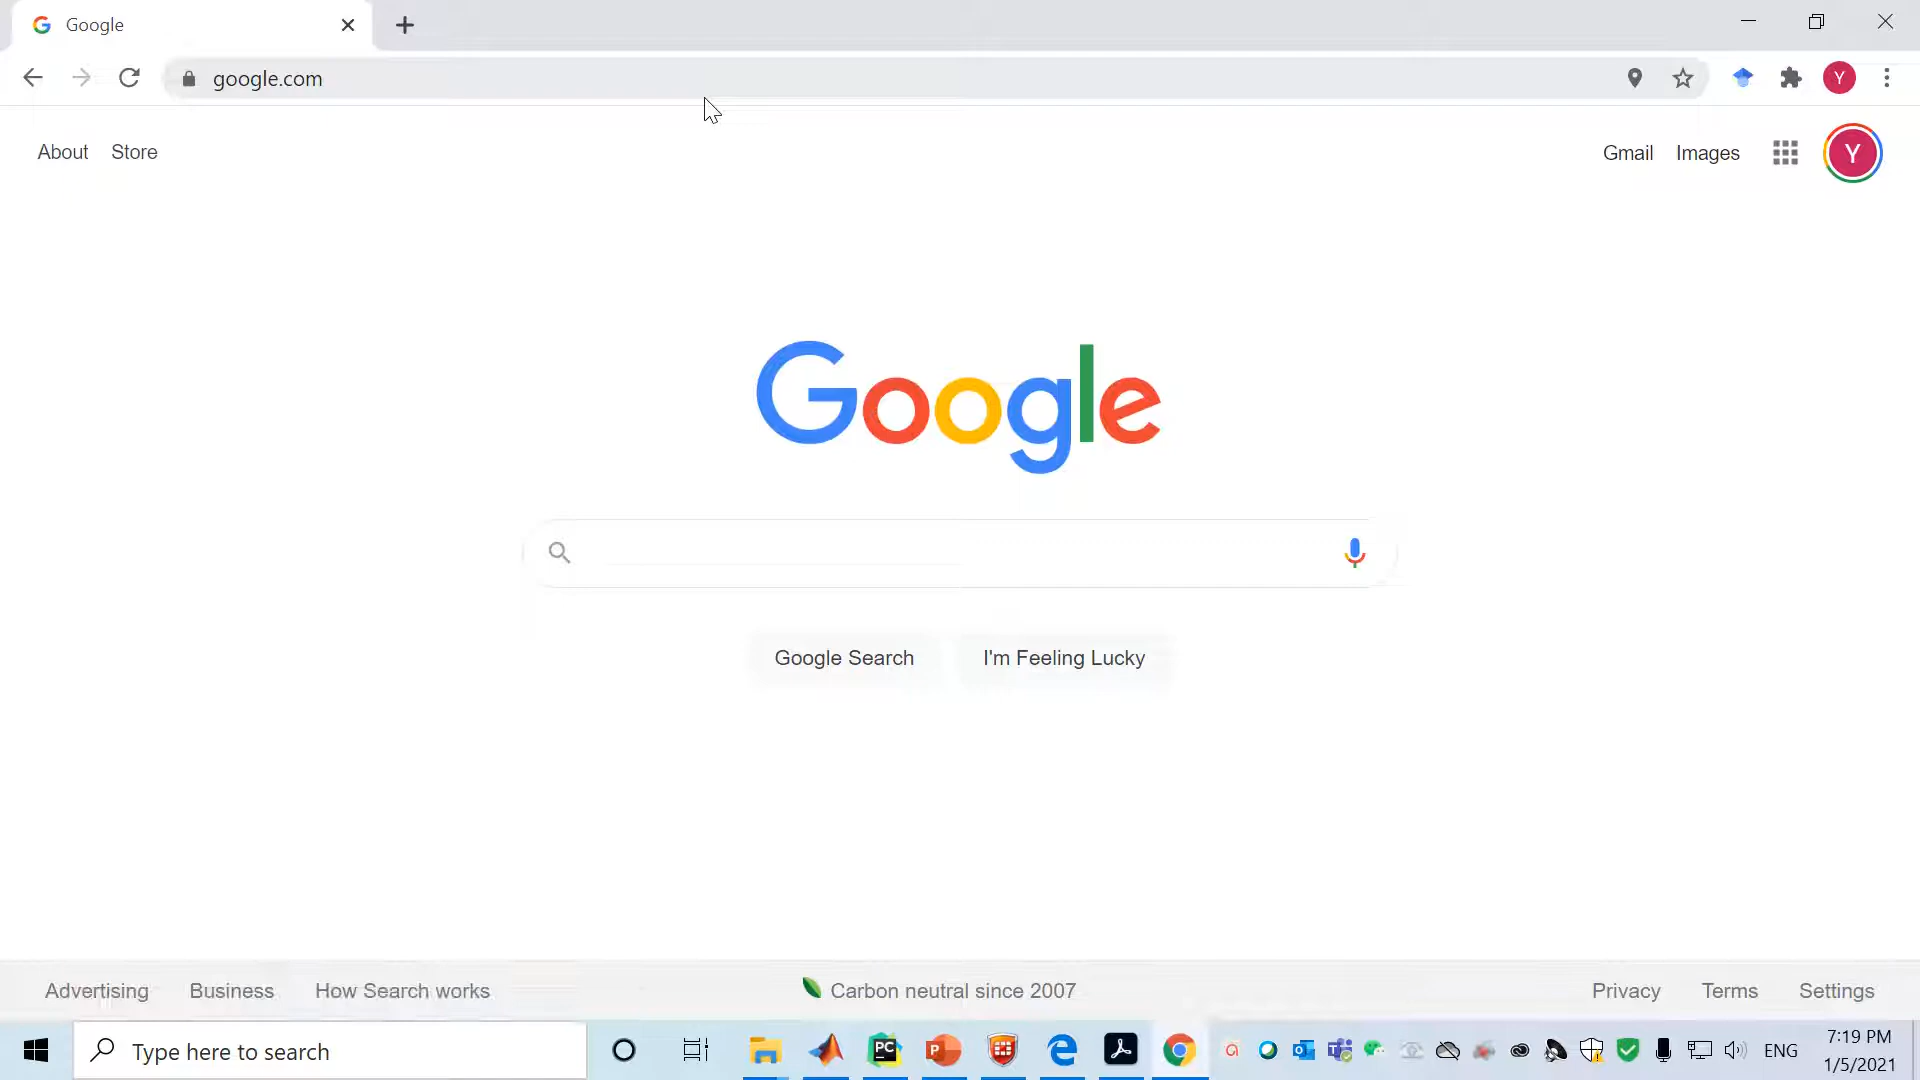 Google
google.com
Y
About Store
Gmail Images
Y
Google
Google Search I'm Feeling Lucky
Advertising Business How Search works
Carbon neutral since 2007
Privacy Terms Settings
Type here to search
PC
P
ENG
7:19 PM
1/5/2021